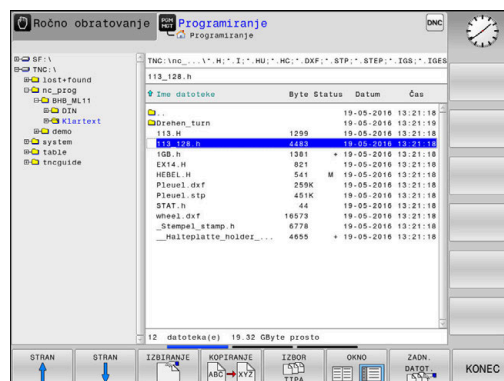 Ročno obratovanje
PGM MGT
Programiranje
Programiranje
DNC
SF:\
TNC:\
lost+found
nc_prog
BHB_ML11
DIN
Klartext
demo
system
table
tncguide
TNC:\nc_...\*.H;*.I;*.HU;*.HC;*.DXF;*.STP;*.STEP;*.IGS;*.IGES
113_128.h
Ime datoteke Byte Status Datum Čas
.. 19-05-2016 13:21:18
Drehen_turn 19-05-2016 13:21:19
113.H 1299 19-05-2016 13:21:18
113_128.h 4483 19-05-2016 13:21:18
1GB.h 1381 + 19-05-2016 13:21:18
EX14.H 821 19-05-2016 13:21:18
HEBEL.H 541 M 19-05-2016 13:21:18
Pleuel.dxf 259K 19-05-2016 13:21:18
Pleuel.stp 451K 19-05-2016 13:21:18
STAT.h 44 19-05-2016 13:21:18
wheel.dxf 16573 19-05-2016 13:21:18
_Stempel_stamp.h 6778 19-05-2016 13:21:18
__Halteplatte_holder_... 4655 + 19-05-2016 13:21:18
12 datoteka(e) 19.32 GByte prosto
STRAN
STRAN
IZBIRANJE
KOPIRANJE
ABC XYZ
IZBOR
TIPA
OKNO
ZADN.
DATOT.
KONEC